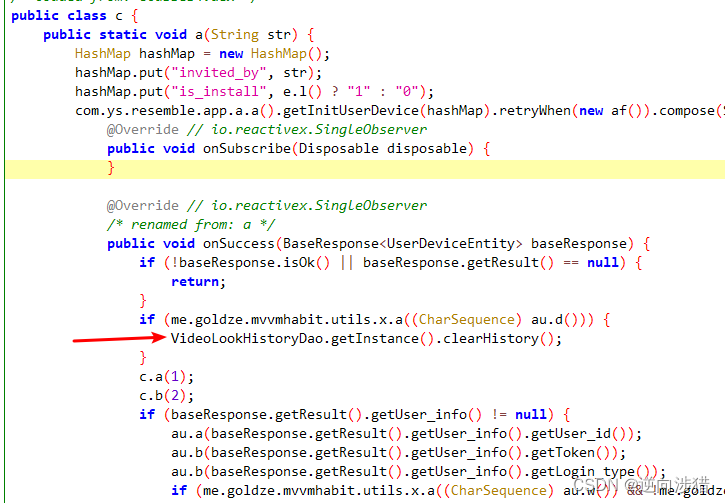 public class c {
public static void a(String str) {
HashMap hashMap = new HashMap();
hashMap.put("invited_by", str);
hashMap.put("is_install", e.l() ? "1" : "0");
com.ys.resemble.app.a.a().getInitUserDevice(hashMap).retryWhen(new af()).compose(
@Override // io.reactivex.SingleObserver
public void onSubscribe(Disposable disposable) {
}
@Override // io.reactivex.SingleObserver
/* renamed from: a */
public void onSuccess(BaseResponse<UserDeviceEntity> baseResponse) {
if (!baseResponse.isOk() || baseResponse.getResult() == null) {
return;
}
if (me.goldze.mvvmhabit.utils.x.a((CharSequence) au.d())) {
VideoLookHistoryDao.getInstance().clearHistory();
}
c.a(1);
c.b(2);
if (baseResponse.getResult().getUser_info() != null) {
au.a(baseResponse.getResult().getUser_info().getUser_id());
au.b(baseResponse.getResult().getUser_info().getToken());
au.b(baseResponse.getResult().getUser_info().getLogin_type());
if (me.goldze.mvvmhabit.utils.x.a((CharSequence) au.w()) && !me.goldze
CSDN @逆向涉猎